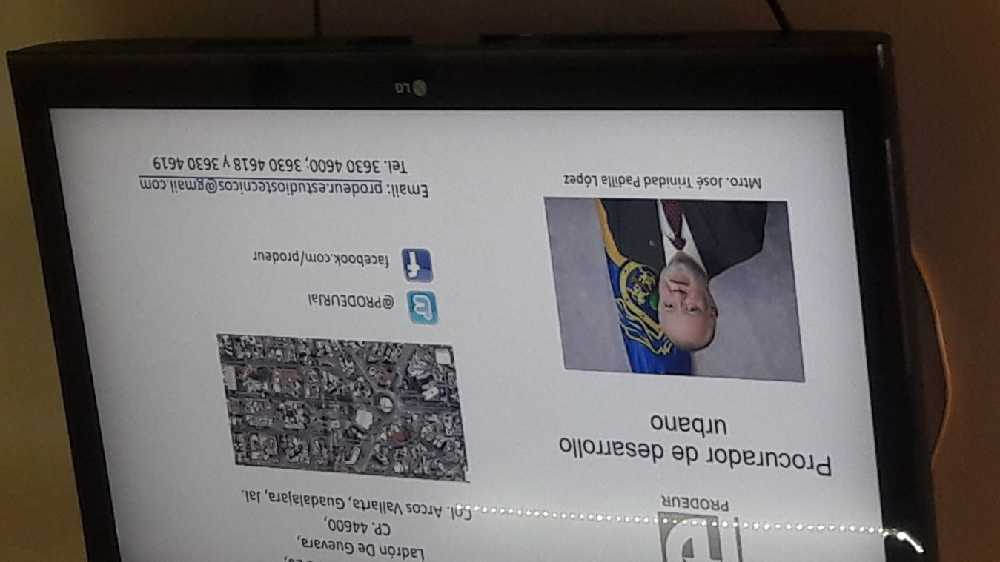 PRODEUR
Procurador de desarrollo
urbano
Mtro. José Trinidad Padilla López
Ladrón De Guevara,
CP. 44600,
Col. Arcos Vallarta, Guadalajara, Jal.
@PRODEURJal
facebook.com/prodeur
Email: prodeur.estudiostecnicos@gmail.com
Tel. 3630 4600; 3630 4618 y 3630 4619
LG